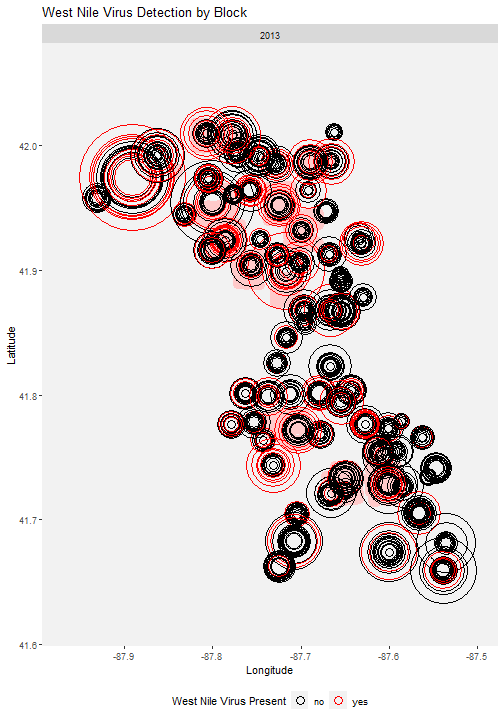 West Nile Virus Detection by Block
2013
42.0
41.9
41.8
41.7
41.6
Latitude
-87.9
-87.8
-87.7
-87.6
-87.5
Longitude
West Nile Virus Present no yes